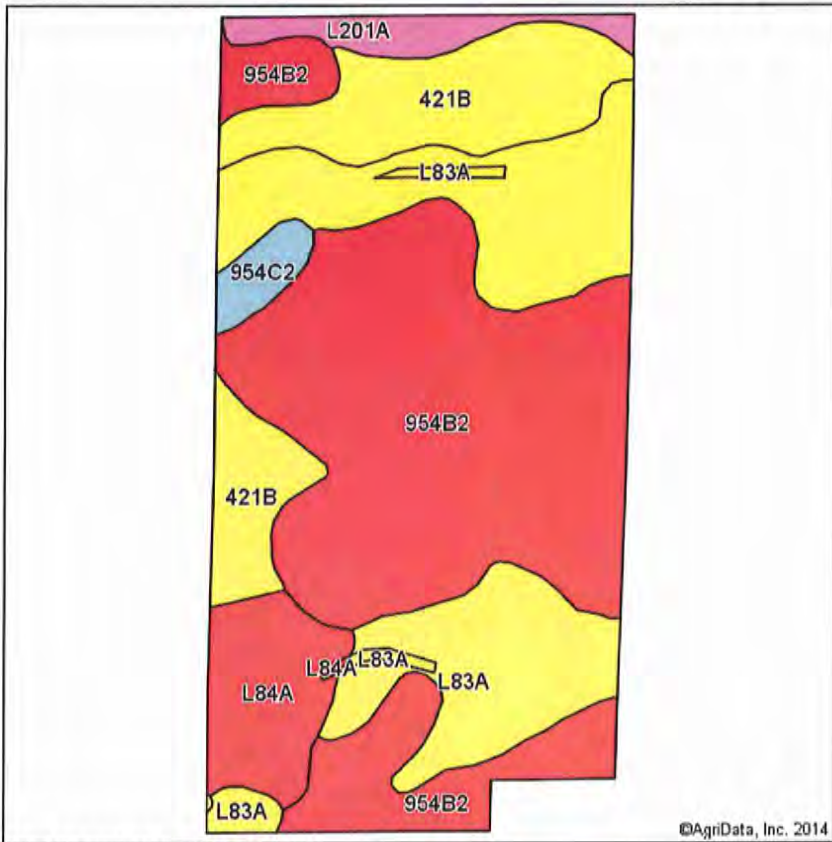 L201A
954B2
421B
L83A
954C2
954B2
421B
L83A
L84A
L83A
L84A
L83A
954B2
©AgriData, Inc. 2014